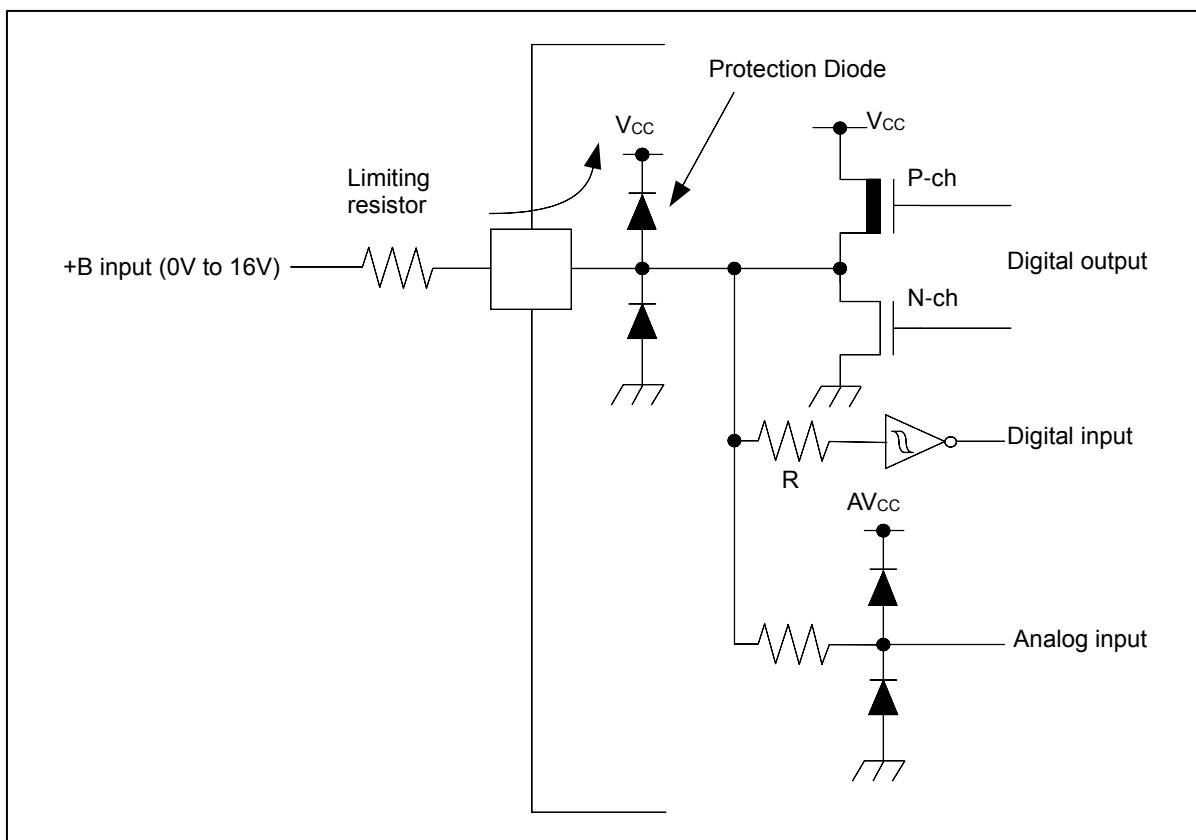 Protection Diode
VCC
VCC
Limiting
resistor
P-ch
+B input (0V to 16V)
Digital output
N-ch
Digital input
R
AVCC
Analog input